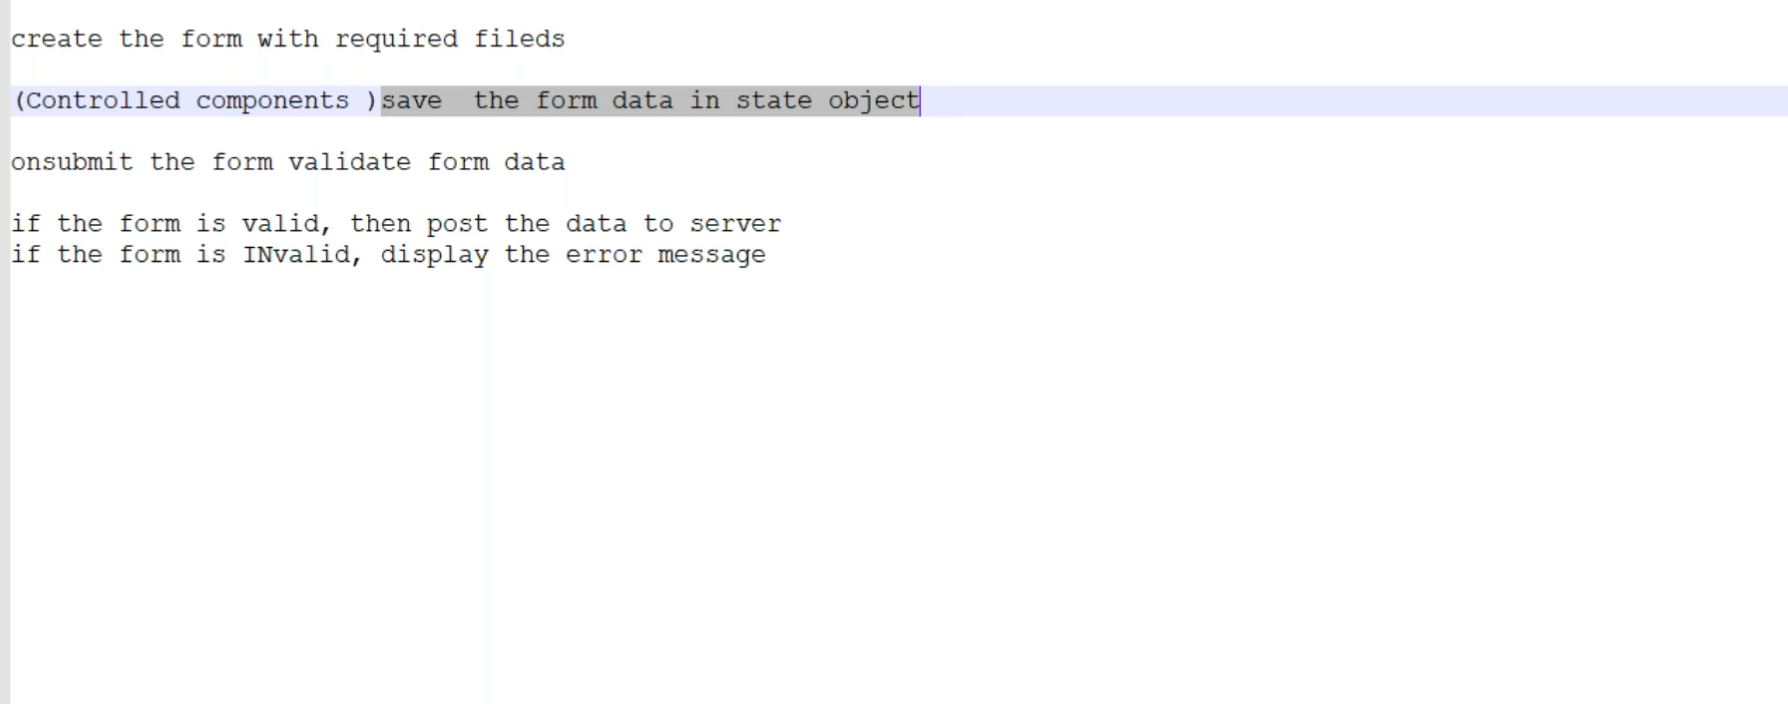 create the form with required fileds
(Controlled components )save  the form data in state object
onsubmit the form validate form data
if the form is valid, then post the data to server
if the form is INvalid, display the error message